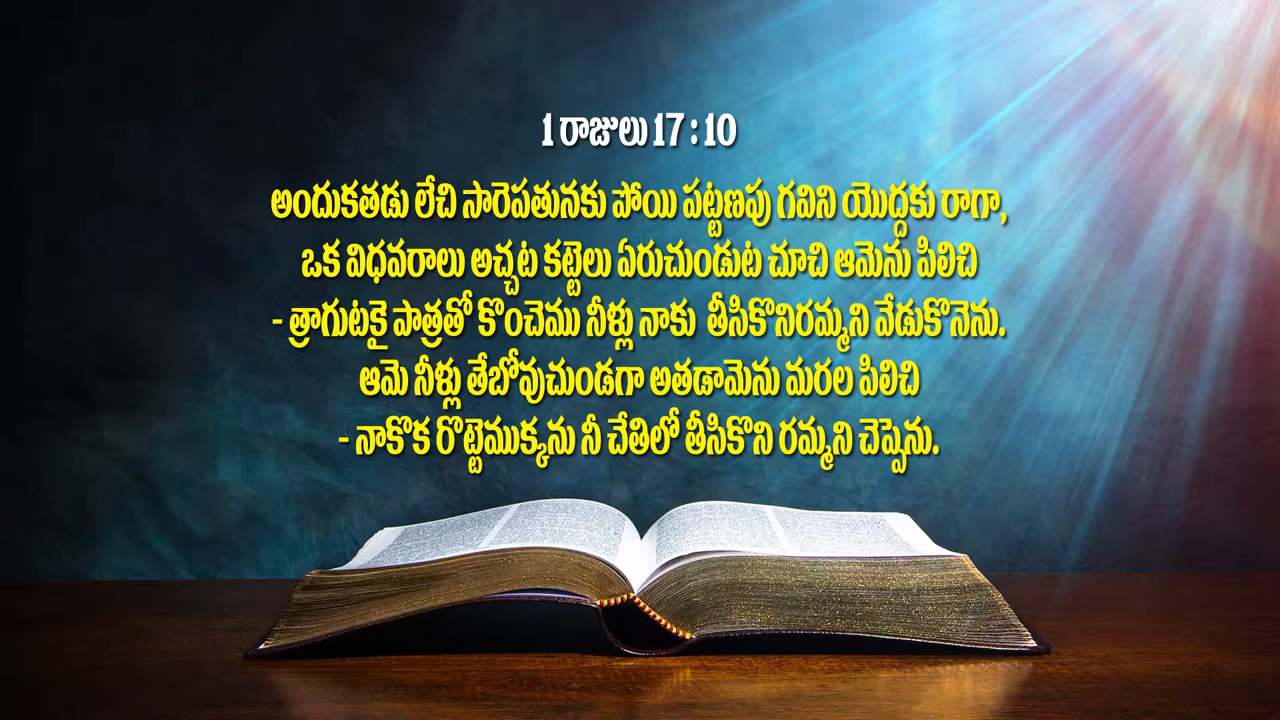 1 రాజులు 17 : 10
అందుకతడు లేచి సారెపతునకు పోయి పట్టణపు గవిని యొద్దకు రాగా,
ఒక విధవరాలు అచ్చట కట్టెలు ఏరుచుండుట చూచి ఆమెను పిలిచి
- త్రాగుటకై పాత్రతో కొంచెము నీళ్లు నాకు తీసికొనిరమ్మని వేడుకొనెను.
ఆమె నీళ్లు తేబోవుచుండగా అతడామెను మరల పిలిచి
- నాకొక రొట్టెముక్కను నీ చేతిలో తీసికొని రమ్మని చెప్పెను.